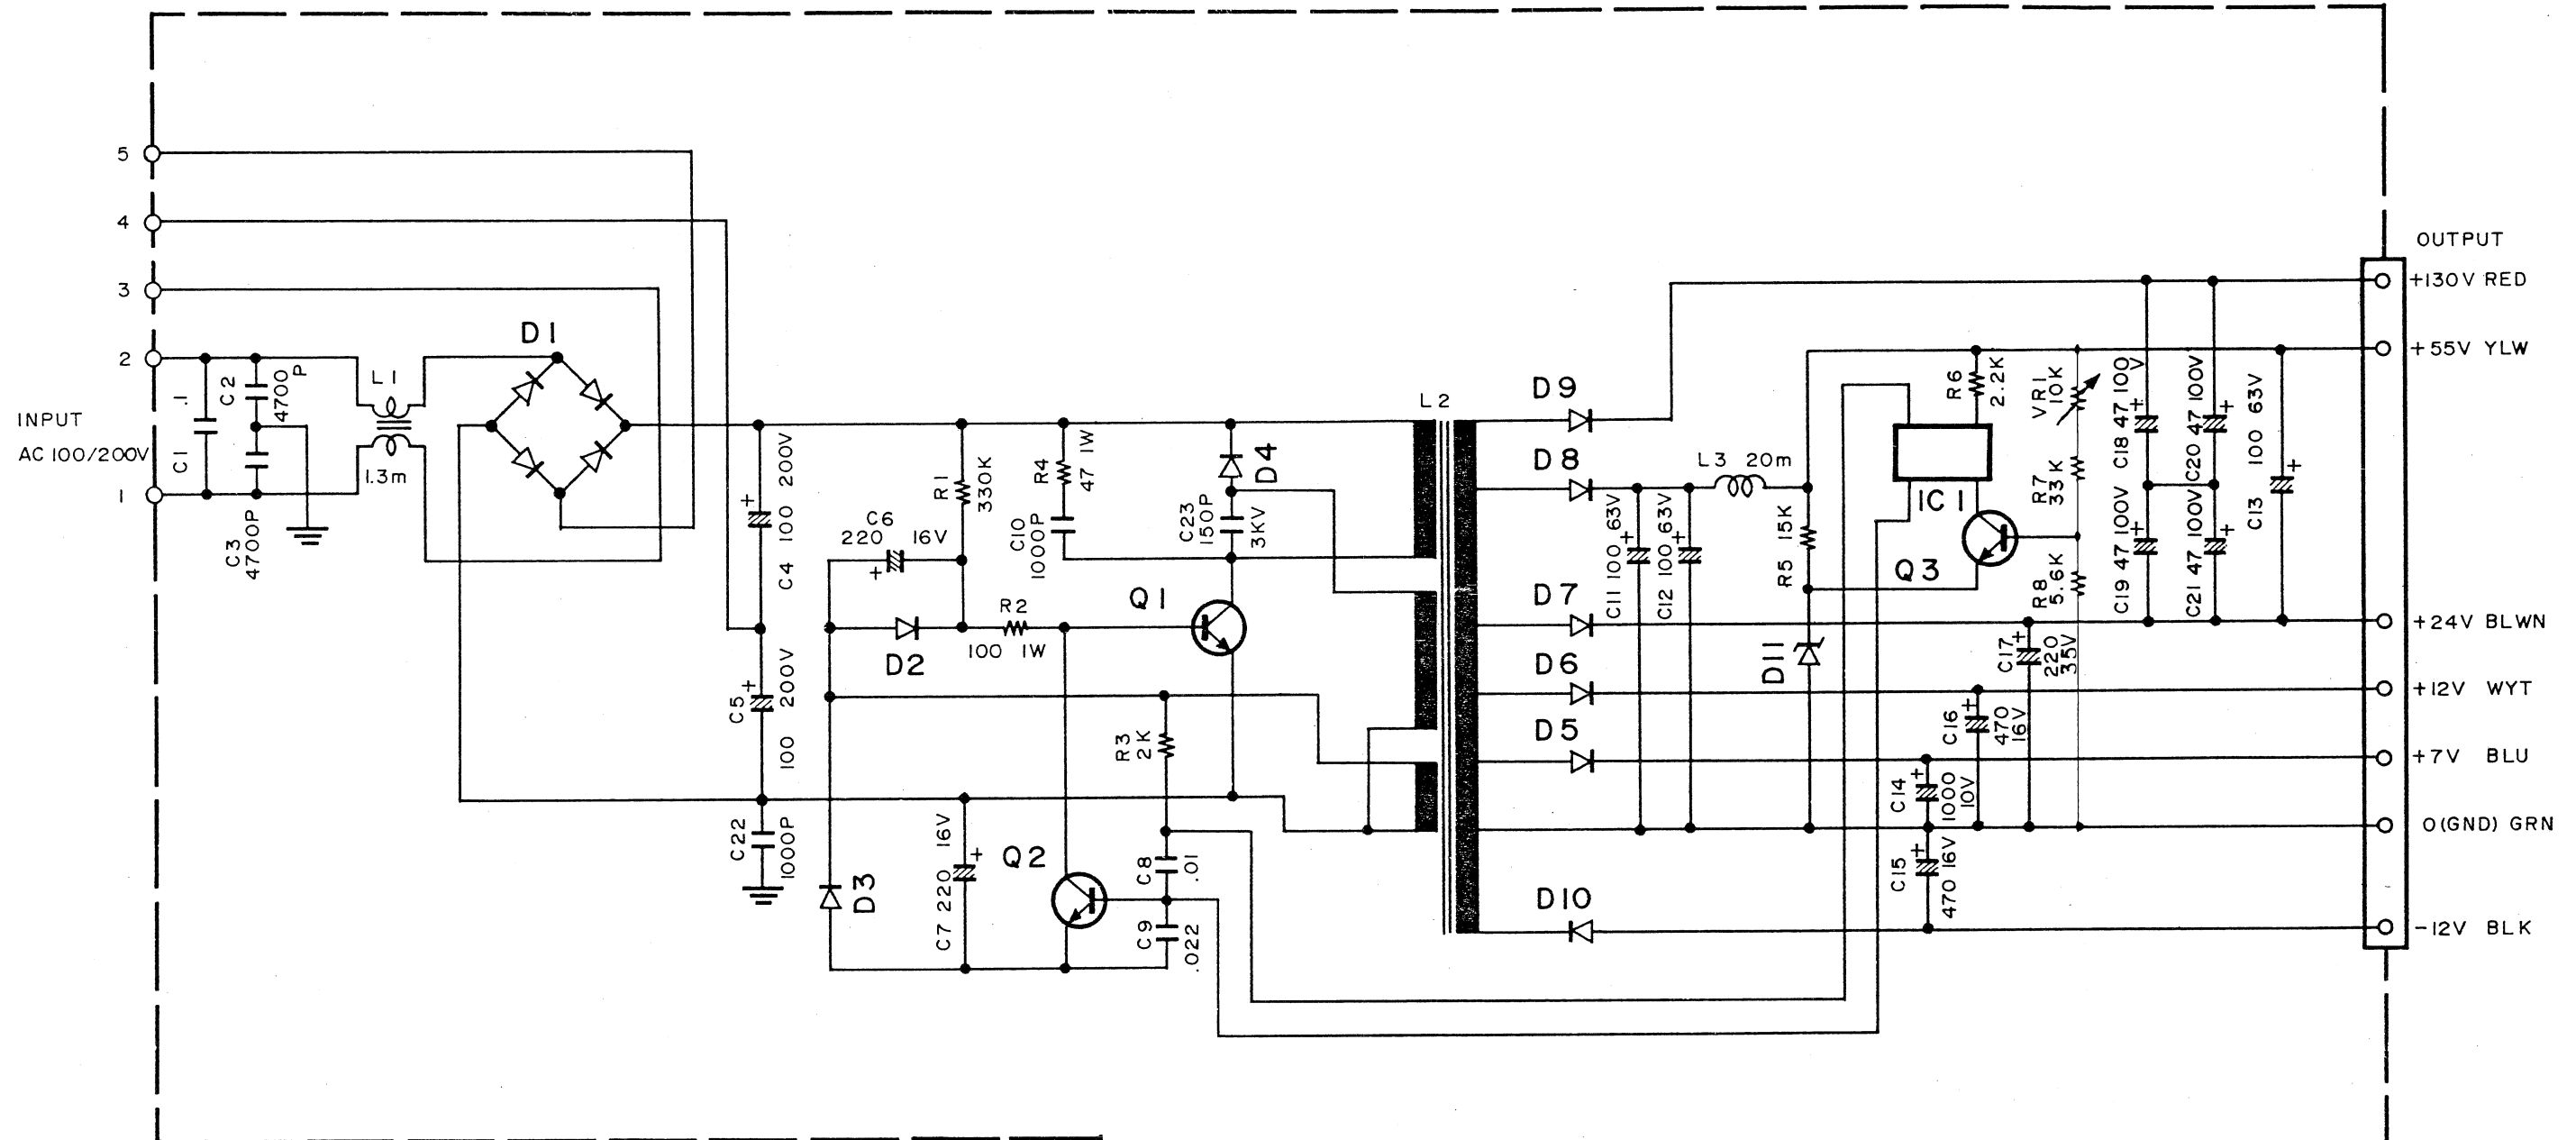 OUTPUT
+130V RED
+55V YLW
+24V BLWN
+12V WYT
+7V BLU
0(GND) GRN
-12V BLK
5
4
3
2
1
INPUT
AC 100/200V
C1 .1
C2 4700
P
C3
4700P
L1
1.3m
D1
C4 100 200V
C5 100 200V
C22
1000P
C6
220 16V
R1
330K
D2
R2
100 1W
D3
C7 220 16V
Q2
R4
47 1W
C10
1000P
Q1
C23
150P
3KV
D4
R3
2K
C8 .01
C9 .022
L2
D9
D8
D7
D6
D5
D10
L3 20m
C11 100 63V
C12 100 63V
R5 15K
D11
IC1
Q3
R6
2.2K
VR1
10K
R7
33K
R8
5.6K
C18 47 100
V
C19 47 100V
C20 47 100V
C21 47 100V
C13 100 63V
C17
220
35V
C16
470
16V
C14
1000
10V
C15
470 16V